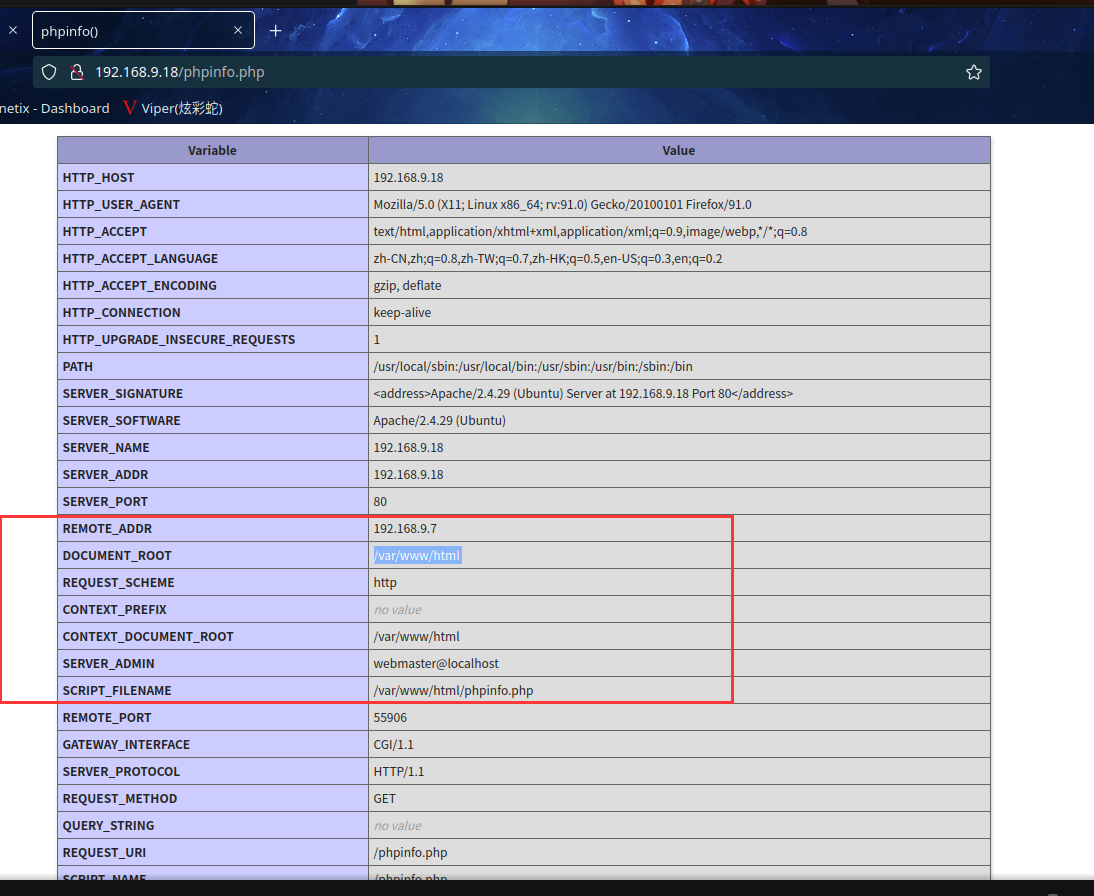 phpinfo()
192.168.9.18/phpinfo.php
netix - Dashboard V Viper(炫彩蛇)
Variable Value
HTTP_HOST 192.168.9.18
HTTP_USER_AGENT Mozilla/5.0 (X11; Linux x86_64; rv:91.0) Gecko/20100101 Firefox/91.0
HTTP_ACCEPT text/html,application/xhtml+xml,application/xml;q=0.9,image/webp,*/*;q=0.8
HTTP_ACCEPT_LANGUAGE zh-CN,zh;q=0.8,zh-TW;q=0.7,zh-HK;q=0.5,en-US;q=0.3,en;q=0.2
HTTP_ACCEPT_ENCODING gzip, deflate
HTTP_CONNECTION keep-alive
HTTP_UPGRADE_INSECURE_REQUESTS 1
PATH /usr/local/sbin:/usr/local/bin:/usr/sbin:/usr/bin:/sbin:/bin
SERVER_SIGNATURE <address>Apache/2.4.29 (Ubuntu) Server at 192.168.9.18 Port 80</address>
SERVER_SOFTWARE Apache/2.4.29 (Ubuntu)
SERVER_NAME 192.168.9.18
SERVER_ADDR 192.168.9.18
SERVER_PORT 80
REMOTE_ADDR 192.168.9.7
DOCUMENT_ROOT /var/www/html
REQUEST_SCHEME http
CONTEXT_PREFIX no value
CONTEXT_DOCUMENT_ROOT /var/www/html
SERVER_ADMIN webmaster@localhost
SCRIPT_FILENAME /var/www/html/phpinfo.php
REMOTE_PORT 55906
GATEWAY_INTERFACE CGI/1.1
SERVER_PROTOCOL HTTP/1.1
REQUEST_METHOD GET
QUERY_STRING no value
REQUEST_URI /phpinfo.php
SCRIPT_NAME /phpinfo.php